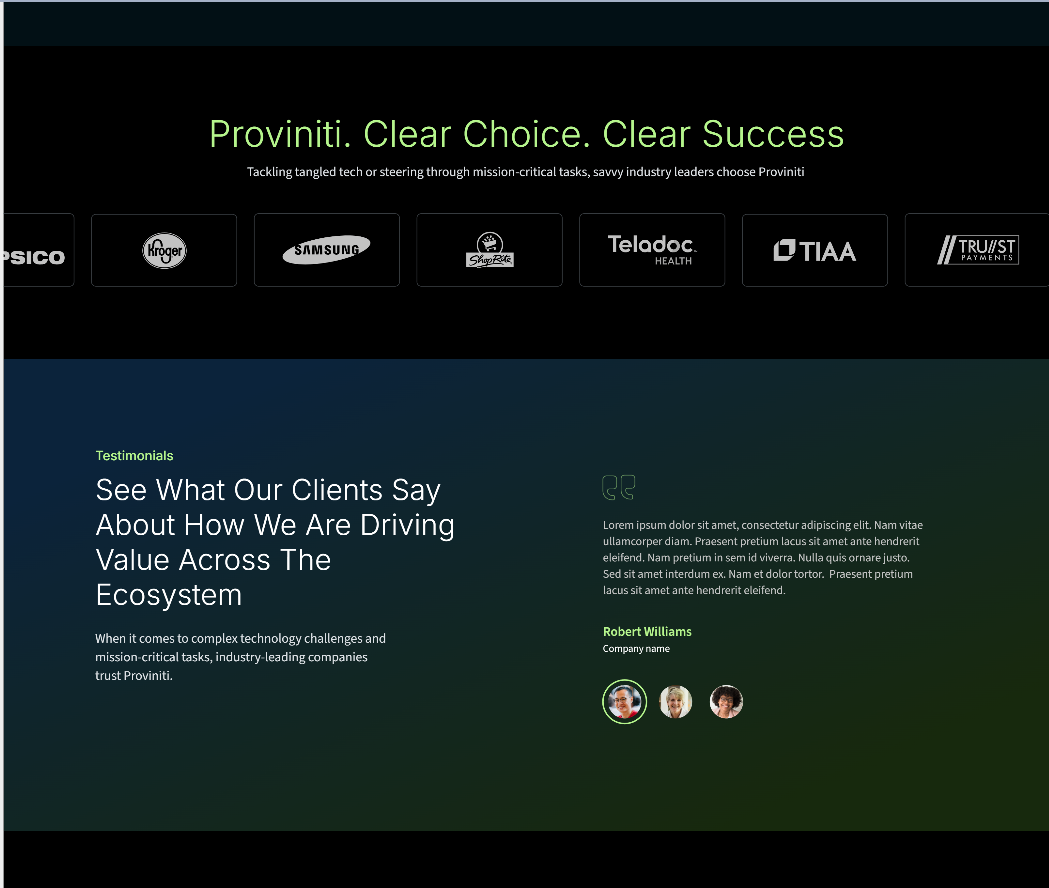 Proviniti. Clear Choice. Clear Success
Tackling tangled tech or steering through mission-critical tasks, savvy industry leaders choose Proviniti
PSICO
Kroger
SAMSUNG
ShopRite
Teladoc
HEALTH
TIAA
TRU//ST
PAYMENTS
Testimonials
See What Our Clients Say
About How We Are Driving
Value Across The
Ecosystem
When it comes to complex technology challenges and
mission-critical tasks, industry-leading companies
trust Proviniti.
Lorem ipsum dolor sit amet, consectetur adipiscing elit. Nam vitae
ullamcorper diam. Praesent pretium lacus sit amet ante hendrerit
eleifend. Nam pretium in sem id viverra. Nulla quis ornare justo.
Sed sit amet interdum ex. Nam et dolor tortor.  Praesent pretium
lacus sit amet ante hendrerit eleifend.
Robert Williams
Company name